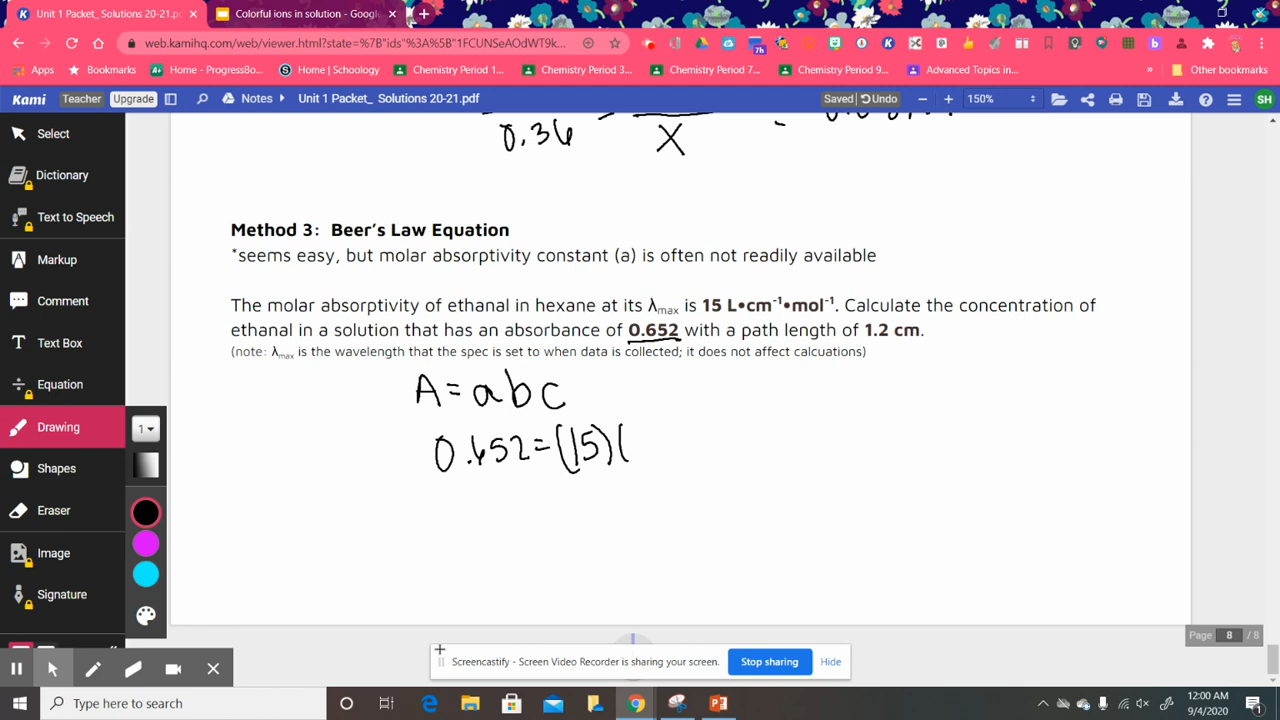 Unit 1 Packet_ Solutions 20-21.p
Colorful ions in solution - Google
web.kamihq.com/web/viewer.html?state=%7B"ids"%3A%5B"1FCUNSeAOdWT9k...
7h
Apps Bookmarks Home - ProgressBo... Home | Schoology Chemistry Period 1... Chemistry Period 3... Chemistry Period 7... Chemistry Period 9... Advanced Topics in... » Other bookmarks
Kami Teacher Upgrade Notes Unit 1 Packet_ Solutions 20-21.pdf Saved Undo 150% SH
Select
Dictionary
Text to Speech
Markup
Comment
Text Box
Equation
Drawing
1
Shapes
Eraser
Image
Signature
0.36 = X =
Method 3: Beer's Law Equation
*seems easy, but molar absorptivity constant (a) is often not readily available
The molar absorptivity of ethanal in hexane at its λmax is 15 L•cm⁻¹•mol⁻¹. Calculate the concentration of
ethanal in a solution that has an absorbance of 0.652 with a path length of 1.2 cm.
(note: λmax is the wavelength that the spec is set to when data is collected; it does not affect calcuations)
A = abc
0.652 = (15)(
Page 8 / 8
Screencastify - Screen Video Recorder is sharing your screen. Stop sharing Hide
Type here to search
12:00 AM
9/4/2020